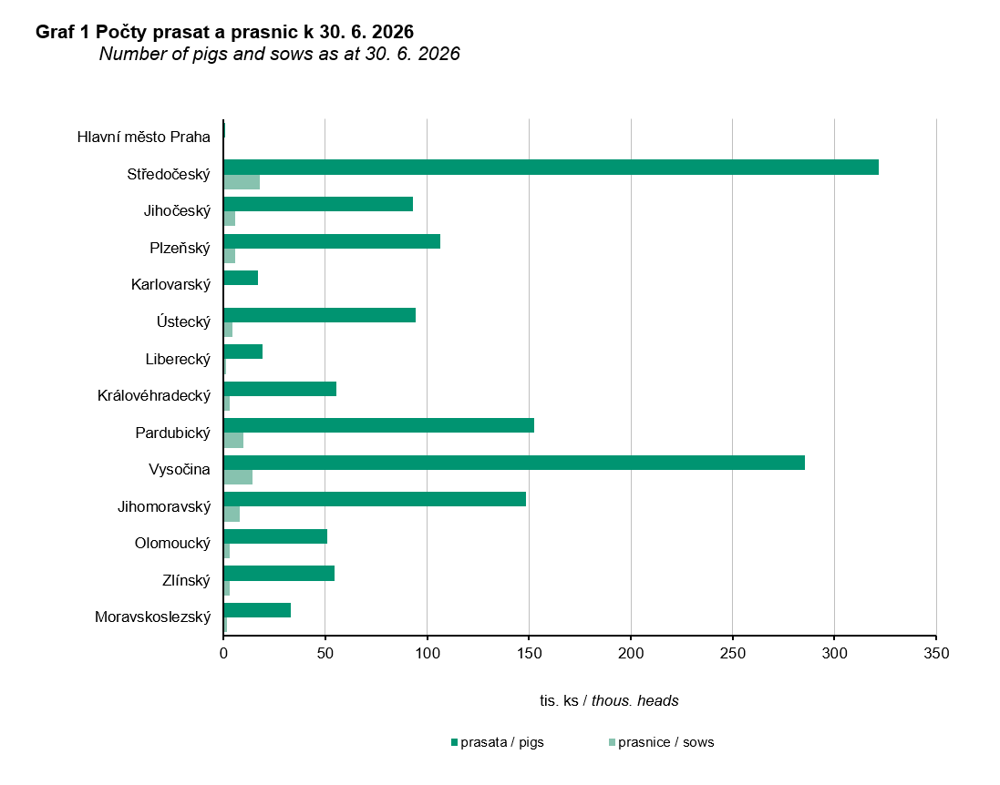 Graf 1 Počty prasat a prasnic k 30. 6. 2026
Number of pigs and sows as at 30. 6. 2026
Hlavní město Praha
Středočeský
Jihočeský
Plzeňský
Karlovarský
Ústecký
Liberecký
Královéhradecký
Pardubický
Vysočina
Jihomoravský
Olomoucký
Zlínský
Moravskoslezský
0 50 100 150 200 250 300 350
tis. ks / thous. heads
prasata / pigs prasnice / sows